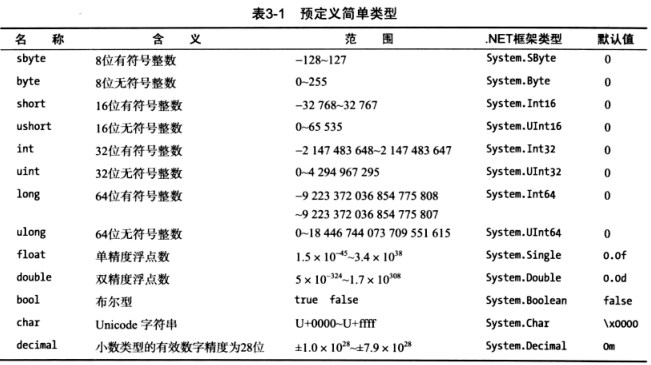 表3-1 预定义简单类型
名 称 含 义 范 围 .NET框架类型 默认值
sbyte 8位有符号整数 −128~127 System.SByte 0
byte 8位无符号整数 0~255 System.Byte 0
short 16位有符号整数 −32 768~32 767 System.Int16 0
ushort 16位无符号整数 0~65 535 System.UInt16 0
int 32位有符号整数 −2 147 483 648~2 147 483 647 System.Int32 0
uint 32位无符号整数 0~4 294 967 295 System.UInt32 0
long 64位有符号整数 −9 223 372 036 854 775 808 System.Int64 0
~9 223 372 036 854 775 807
ulong 64位无符号整数 0~18 446 744 073 709 551 615 System.UInt64 0
float 单精度浮点数 1.5 × 10⁻⁴⁵~3.4 × 10³⁸ System.Single 0.0f
double 双精度浮点数 5 × 10⁻³²⁴~1.7 × 10³⁰⁸ System.Double 0.0d
bool 布尔型 true false System.Boolean false
char Unicode 字符串 U+0000~U+ffff System.Char \x0000
decimal 小数类型的有效数字精度为28位 ±1.0 × 10²⁸~±7.9 × 10²⁸ System.Decimal 0m